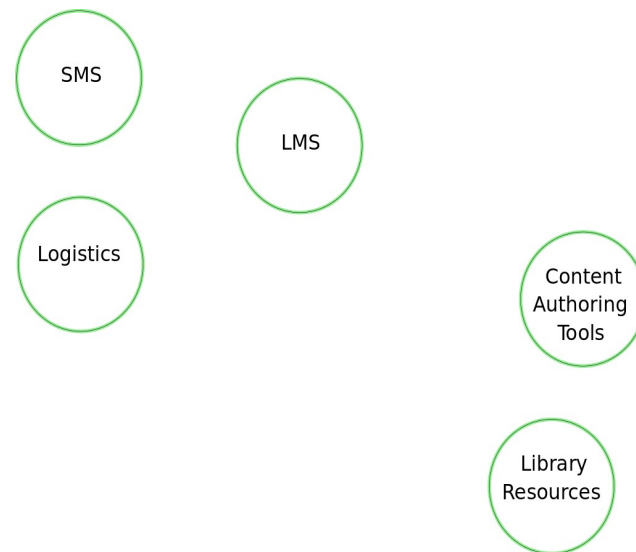 SMS
LMS
Logistics
Content
Authoring
Tools
Library
Resources